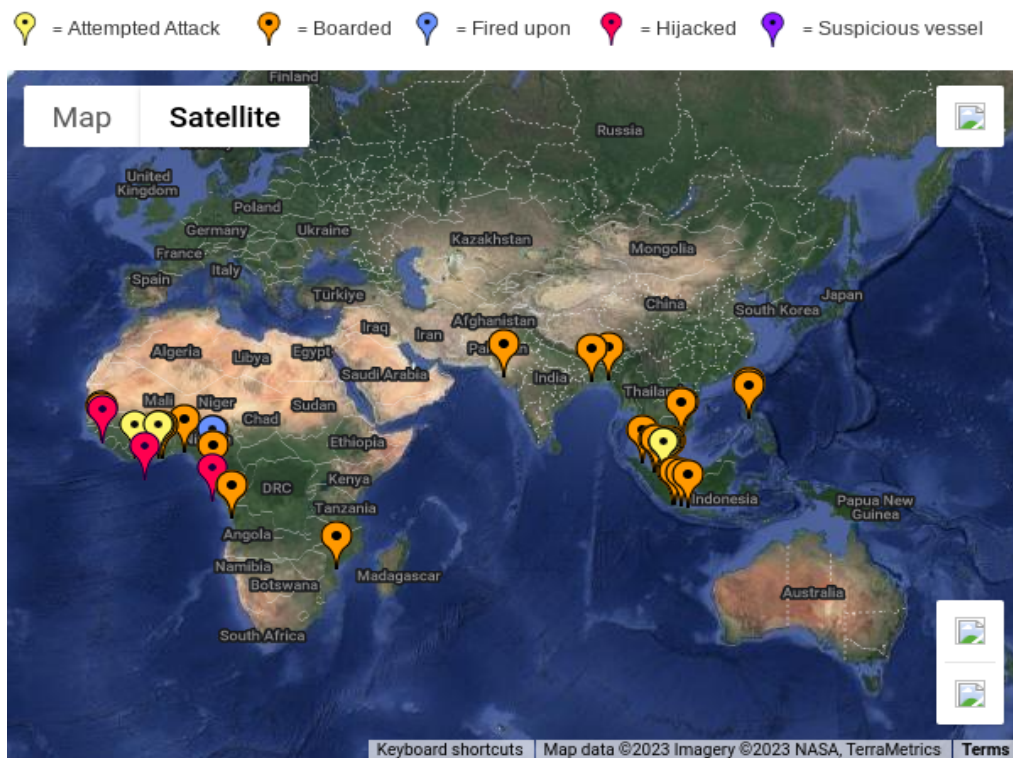 = Attempted Attack = Boarded = Fired upon = Hijacked = Suspicious vessel
Finland
Map Satellite
Russia
United
Kingdom
Poland
Germany Ukraine
Kazakhstan
Mongolia
France
Italy
Spain
Türkiye
China
Japan
South Korea
Afghanistan
Iraq
Iran
Algeria
Libya
Egypt
India
Saudi Arabia
Thailand
Mali Niger
Sudan
Chad
Ethiopia
Kenya
DRC
Indonesia
Papua New
Guinea
Tanzania
Angola
Namibia
Madagascar
Botswana
Australia
South Africa
Keyboard shortcuts Map data ©2023 Imagery ©2023 NASA, TerraMetrics Terms